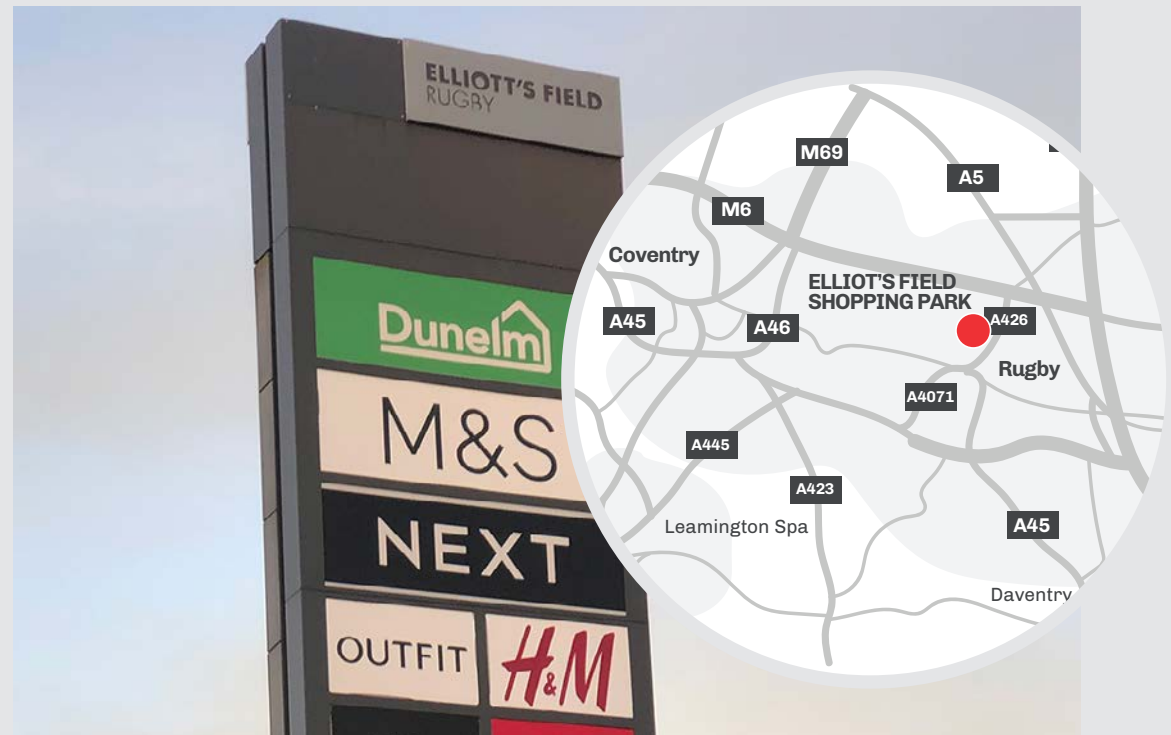 ELLIOTT'S FIELD
RUGBY
Dunelm
M&S
NEXT
OUTFIT
H&M
M69
A5
M6
Coventry
ELLIOT'S FIELD
SHOPPING PARK
A426
A45
A46
Rugby
A4071
A445
A423
Leamington Spa
A45
Daventry